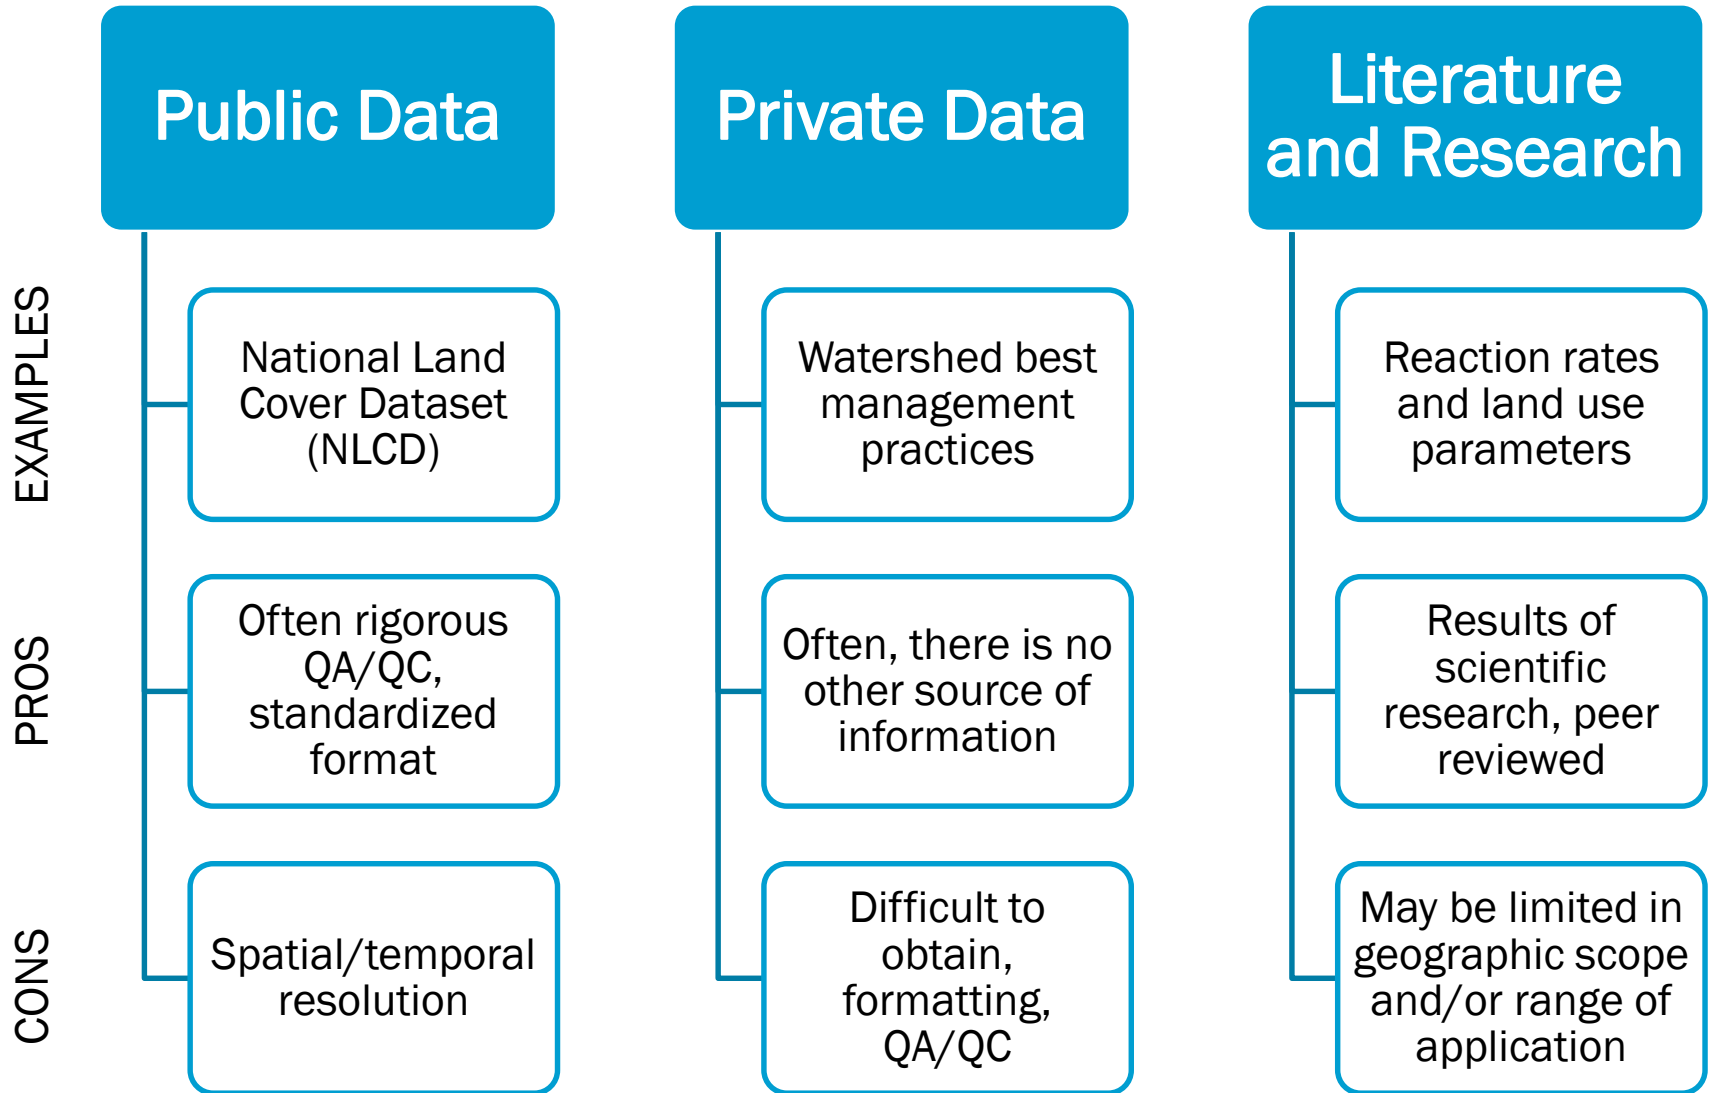 Public Data
Private Data
Literature
and Research
EXAMPLES
National Land
Cover Dataset
(NLCD)
Watershed best
management
practices
Reaction rates
and land use
parameters
PROS
Often rigorous
QA/QC,
standardized
format
Often, there is no
other source of
information
Results of
scientific
research, peer
reviewed
CONS
Spatial/temporal
resolution
Difficult to
obtain,
formatting,
QA/QC
May be limited in
geographic scope
and/or range of
application